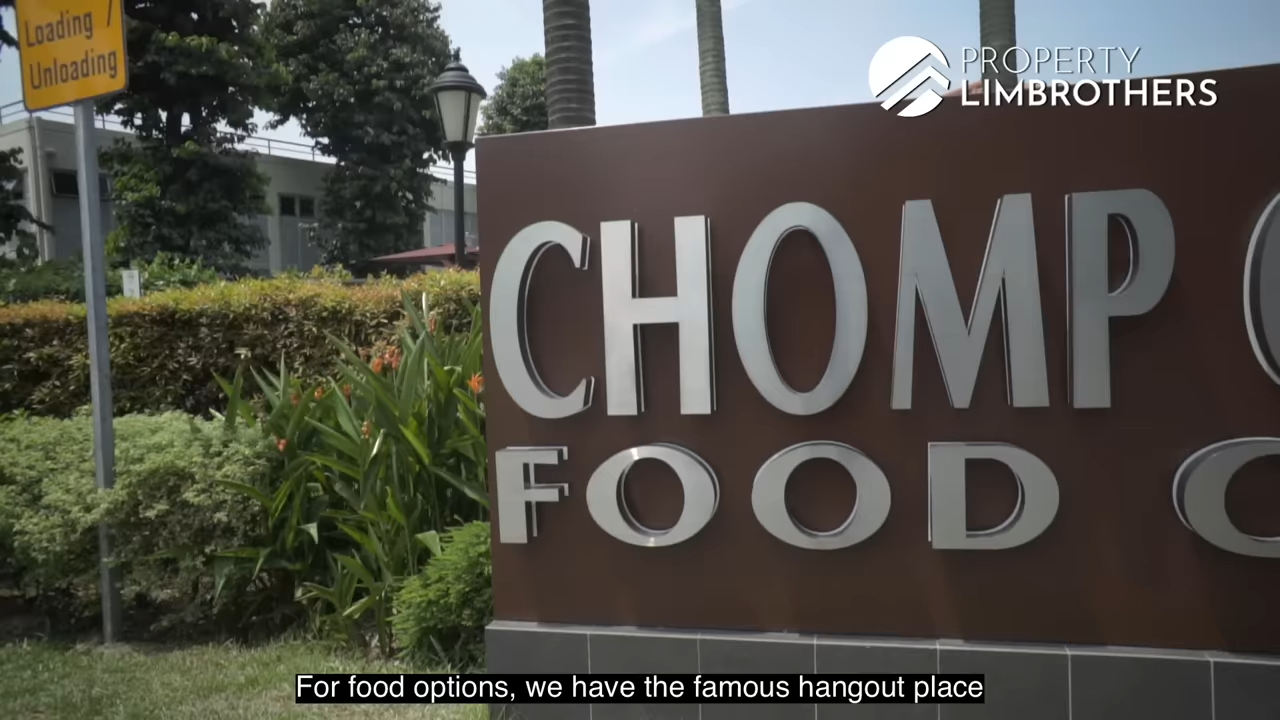 Loading /
Unloading
PROPERTY
LIMBROTHERS
CHOMP
FOOD
For food options, we have the famous hangout place